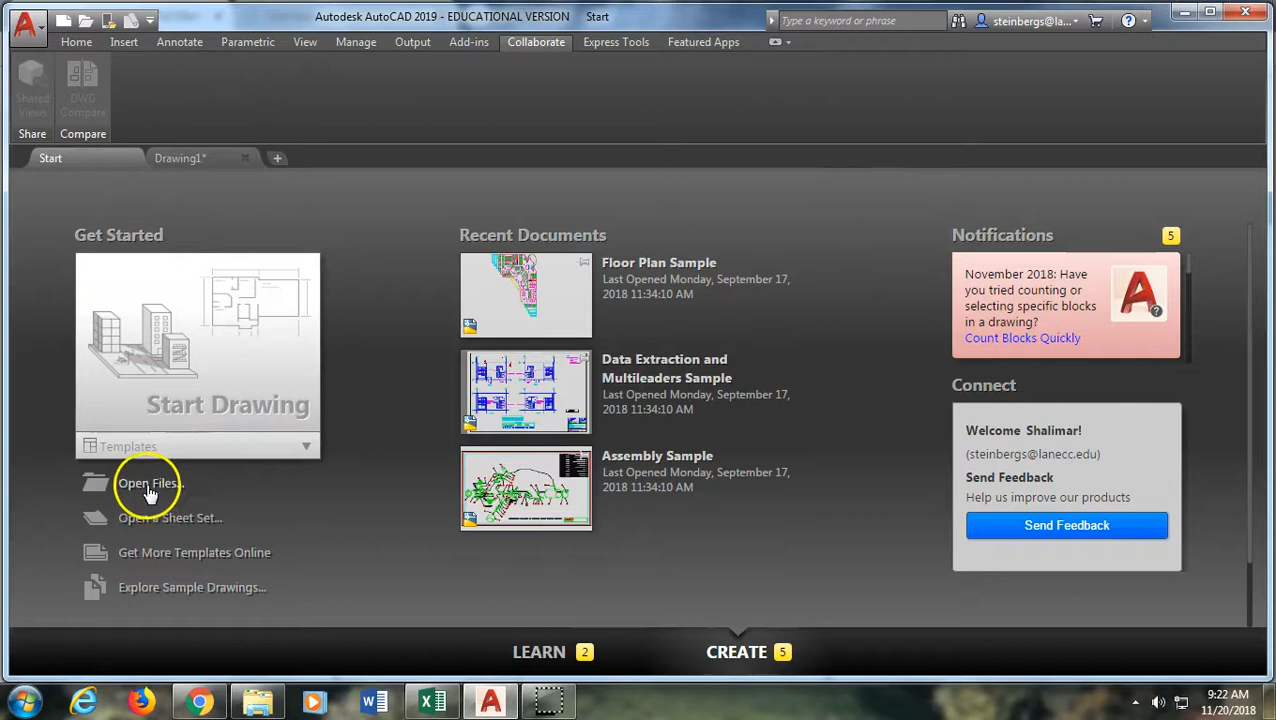 Autodesk AutoCAD 2019 - EDUCATIONAL VERSION Start
Type a keyword or phrase
steinbergs@la...
Home Insert Annotate Parametric View Manage Output Add-ins Collaborate Express Tools Featured Apps
Shared
Views
DWG
Compare
Share Compare
Start Drawing1*
Get Started
Start Drawing
Templates
Open Files...
Open a Sheet Set...
Get More Templates Online
Explore Sample Drawings...
Recent Documents
Floor Plan Sample
Last Opened Monday, September 17,
2018 11:34:10 AM
Data Extraction and
Multileaders Sample
Last Opened Monday, September 17,
2018 11:34:10 AM
Assembly Sample
Last Opened Monday, September 17,
2018 11:34:10 AM
Notifications 5
November 2018: Have
you tried counting or
selecting specific blocks
in a drawing?
Count Blocks Quickly
Connect
Welcome Shalimar!
(steinbergs@lanecc.edu)
Send Feedback
Help us improve our products
Send Feedback
LEARN 2 CREATE 5
9:22 AM
11/20/2018